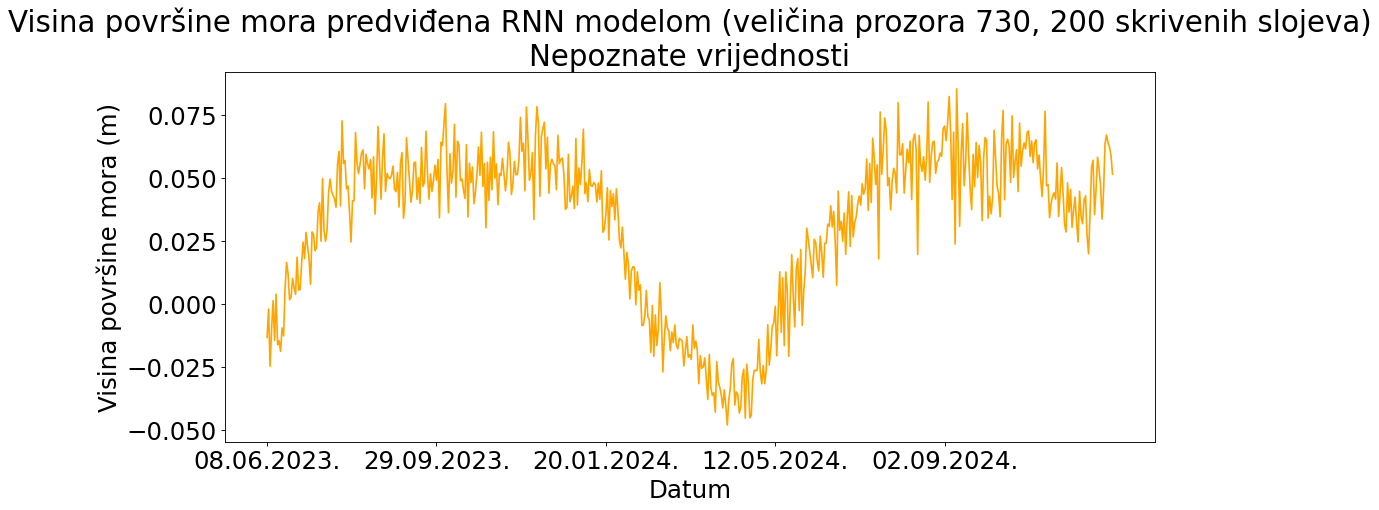 Visina površine mora predviđena RNN modelom (veličina prozora 730, 200 skrivenih slojeva)
Nepoznate vrijednosti
Visina površine mora (m)
0.075
0.050
0.025
0.000
−0.025
−0.050
08.06.2023. 29.09.2023. 20.01.2024. 12.05.2024. 02.09.2024.
Datum